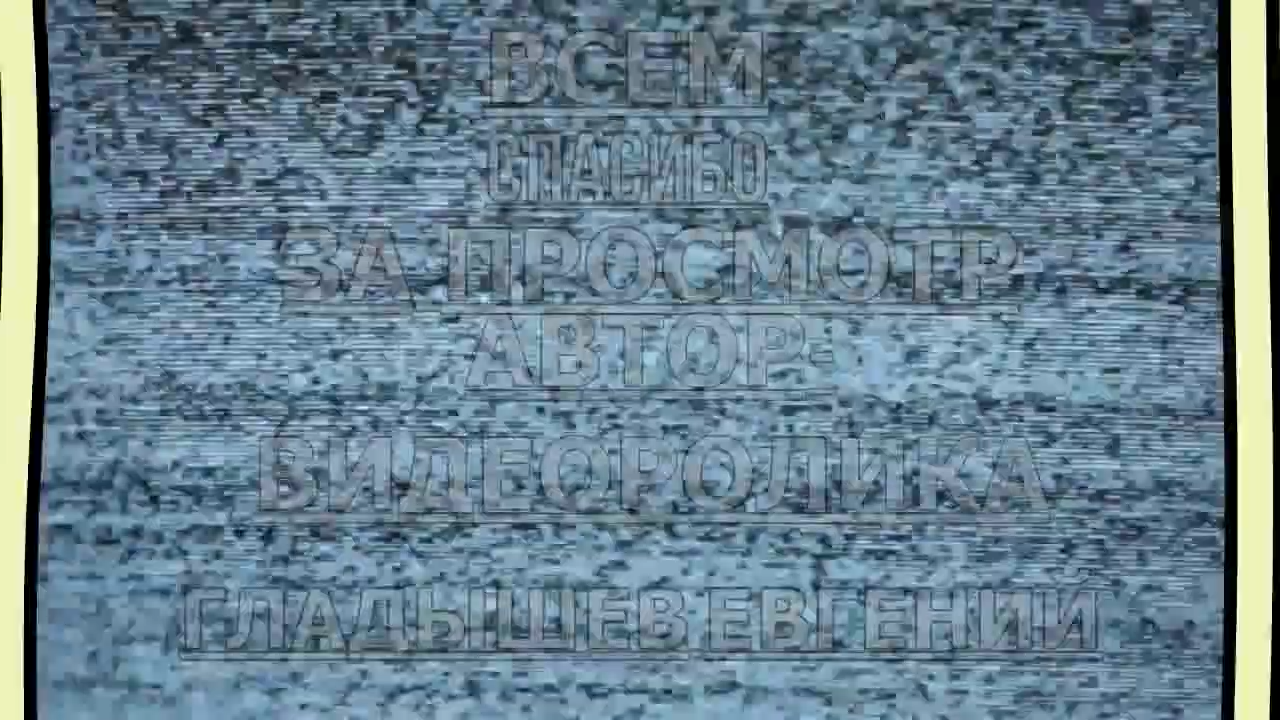 ВСЕМ
СПАСИБО
ЗА ПРОСМОТР
АВТОР:
ВИДЕОРОЛИКА
ГЛАДЫШЕВ ЕВГЕНИЙ